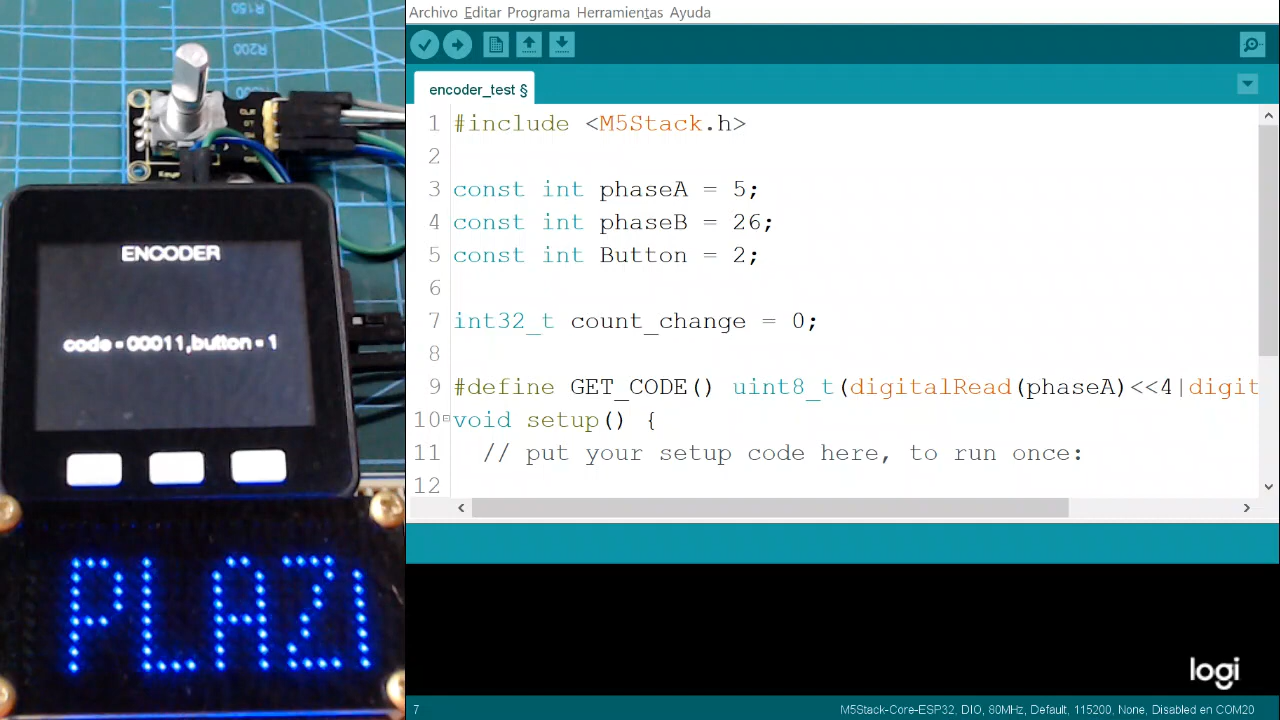 R150
R200
ENCODER
code = 00011,button = 1
PLAZI
Archivo Editar Programa Herramientas Ayuda
encoder_test §
1 #include <M5Stack.h>
2
3 const int phaseA = 5;
4 const int phaseB = 26;
5 const int Button = 2;
6
7 int32_t count_change = 0;
8
9 #define GET_CODE() uint8_t(digitalRead(phaseA)<<4|digit
10 void setup() {
11 // put your setup code here, to run once:
12
logi
7
M5Stack-Core-ESP32, DIO, 80MHz, Default, 115200, None, Disabled en COM20